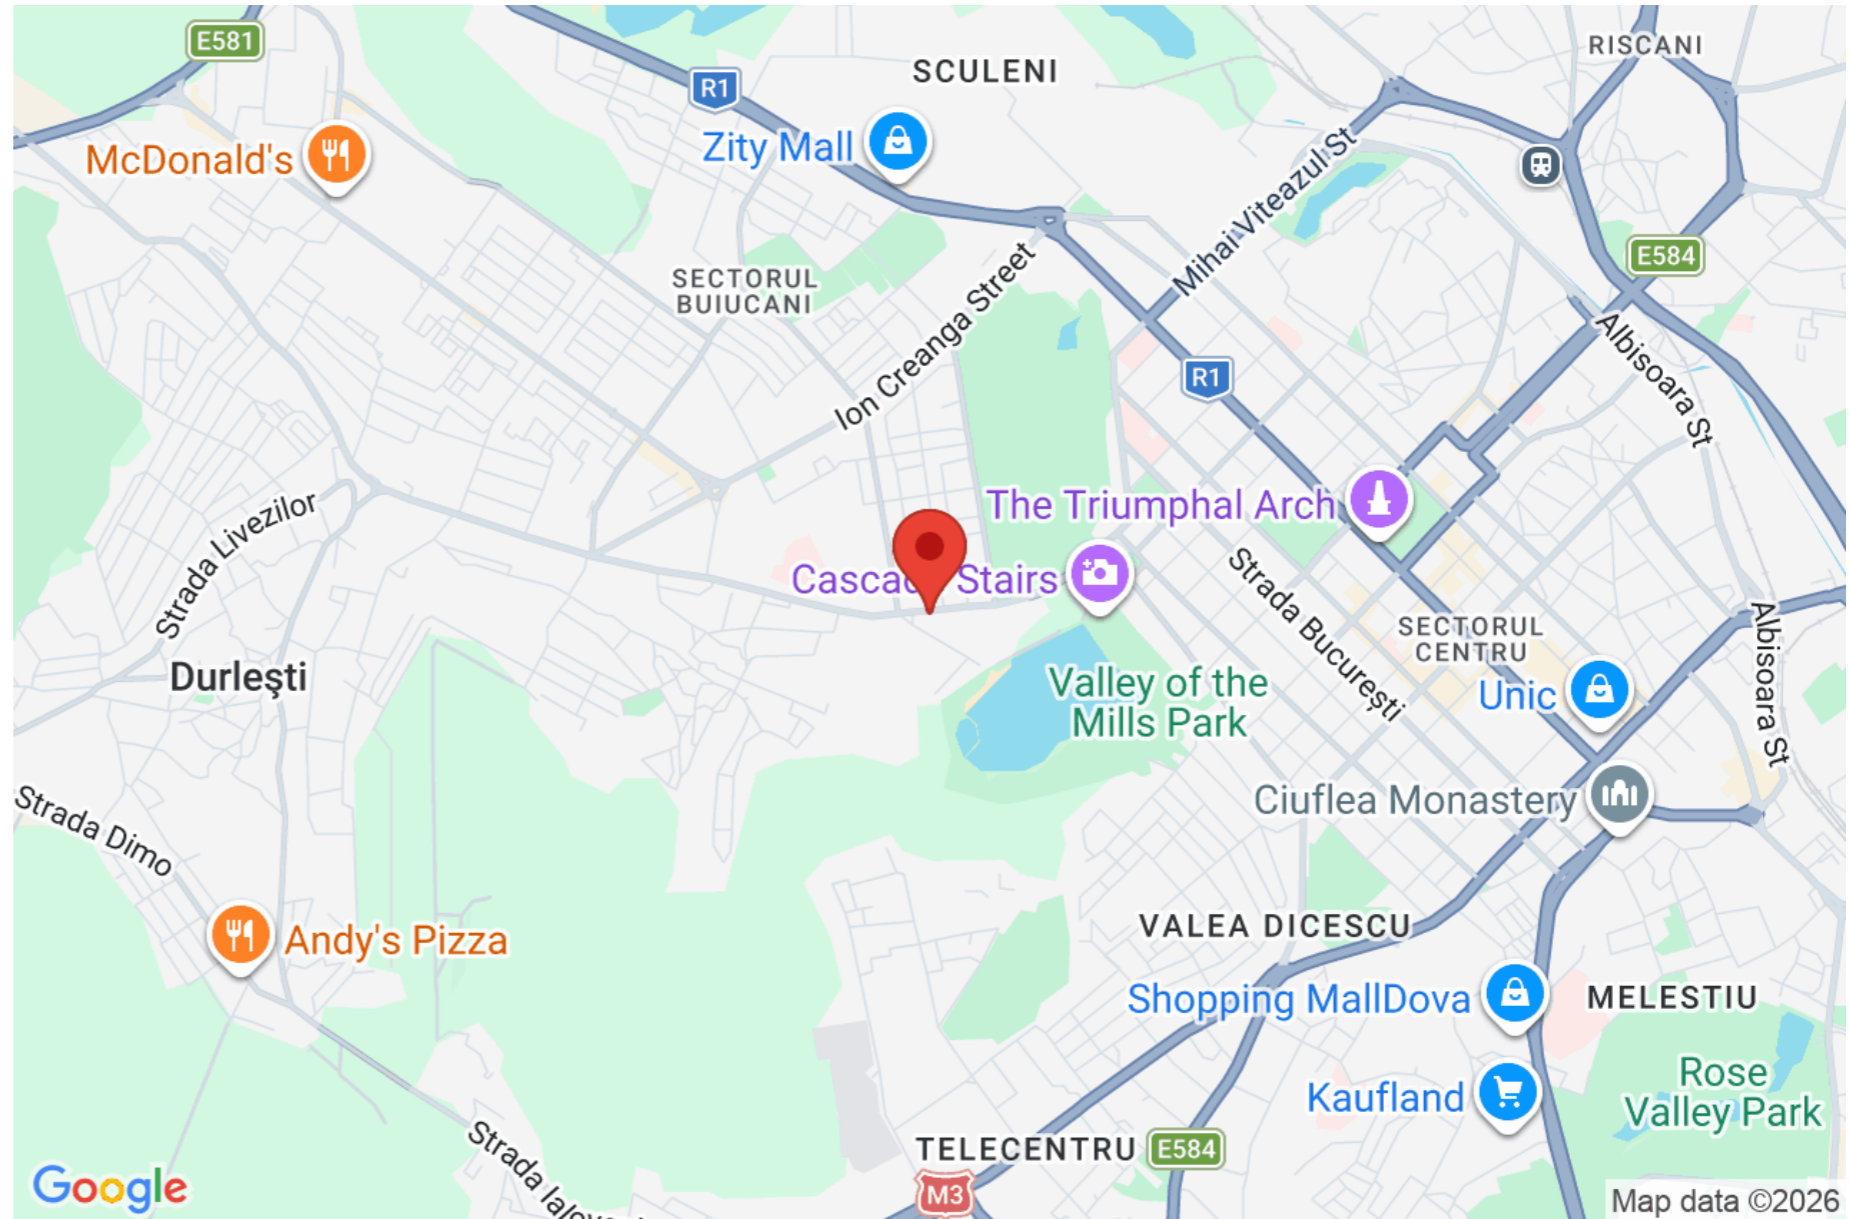 E581
RISCANI
SCULENI
R1
Zity Mall
McDonald's
Mihai Viteazul St
E584
SECTORUL
BUIUCANI
Ion Creanga Street
Albisoara St
R1
The Triumphal Arch
Strada Livezilor
Strada București
Stairs
Albisoara St
SECTORUL
CENTRU
Durleşti
Valley of the
Mills Park
Unic
Ciuflea Monastery
Strada Dimo
VALEA DICESCU
Andy's Pizza
Shopping MallDova
MELESTIU
Rose
Valley Park
Kaufland
TELECENTRU
E584
Strada
M3
Google
Map data ©2026